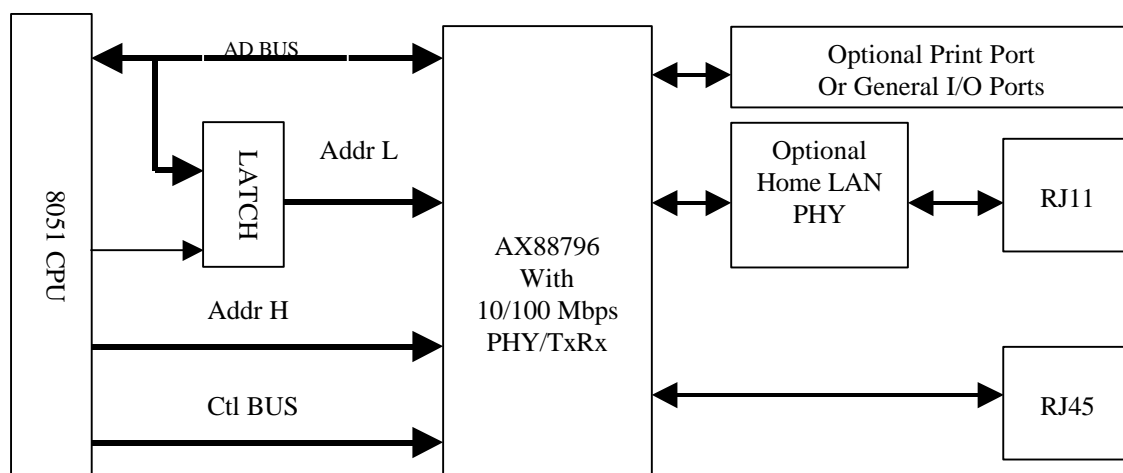 AD BUS
Optional Print Port
Or General I/O Ports
8051 CPU
LATCH
Addr L
Optional
Home LAN
PHY
RJ11
AX88796
With
10/100 Mbps
PHY/TxRx
Addr H
Ctl BUS
RJ45